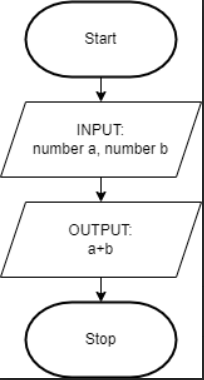 Start
INPUT:
number a, number b
OUTPUT:
a+b
Stop